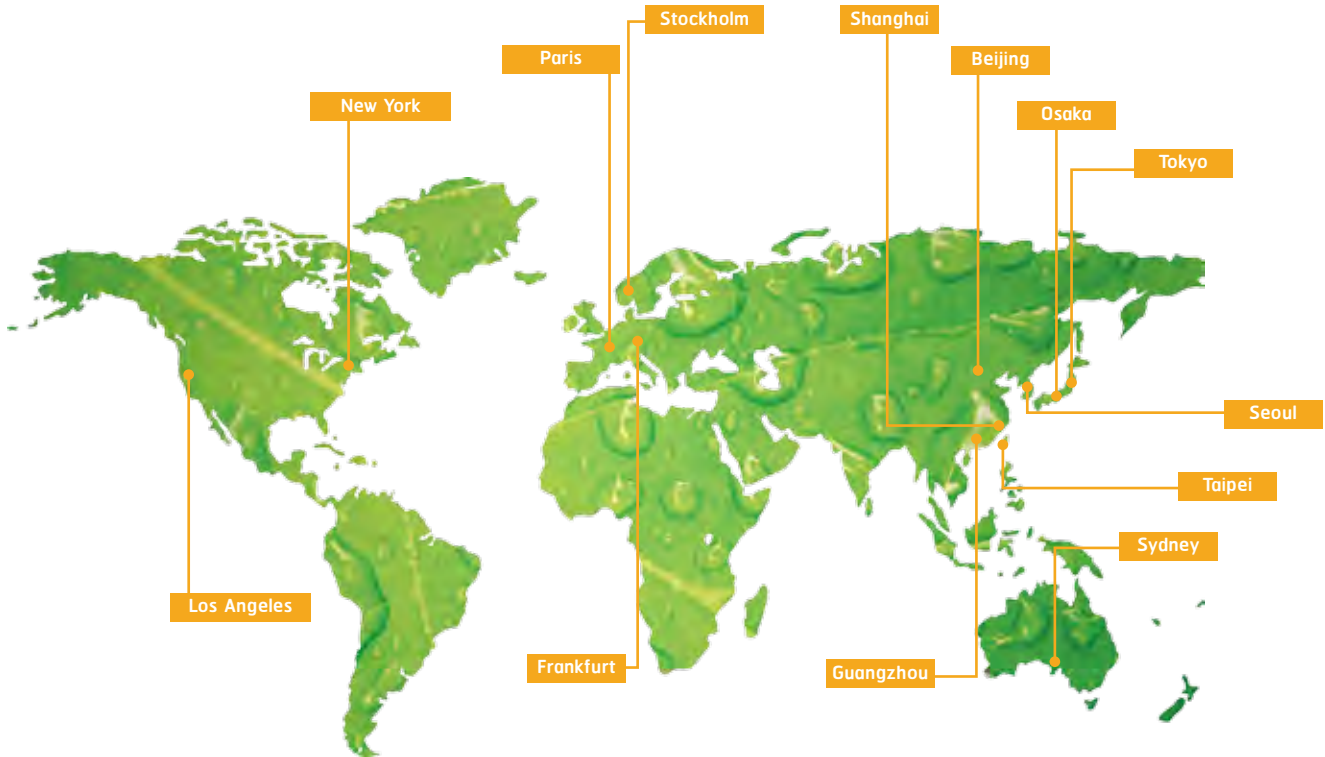 Stockholm
Shanghai
Paris
Beijing
New York
Osaka
Tokyo
Seoul
Taipei
Sydney
Los Angeles
Frankfurt
Guangzhou